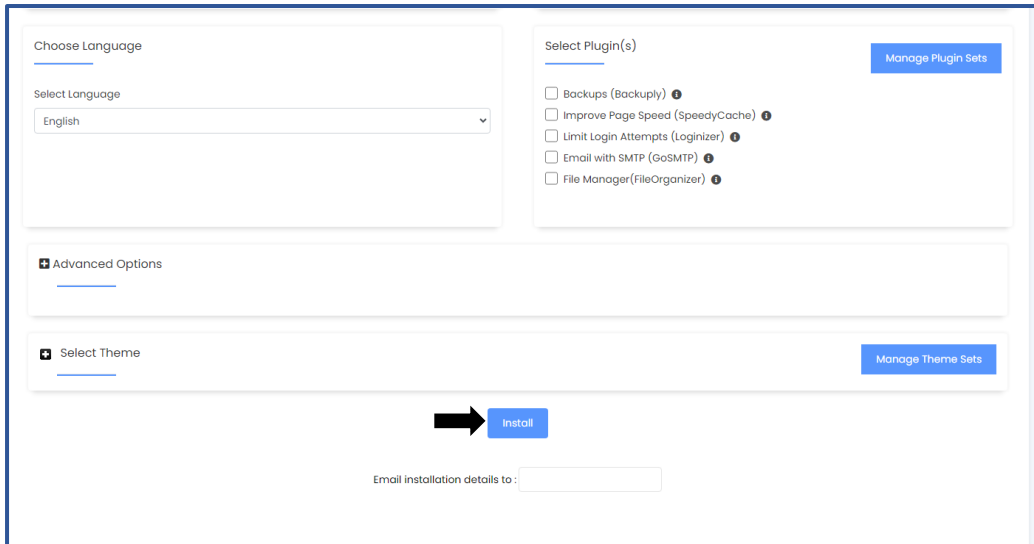 Choose Language
Select Language
English
Select Plugin(s)
Manage Plugin Sets
Backups (Backuply)
Improve Page Speed (SpeedyCache)
Limit Login Attempts (Loginizer)
Email with SMTP (GoSMTP)
File Manager(FileOrganizer)
Advanced Options
Select Theme
Manage Theme Sets
Install
Email installation details to :